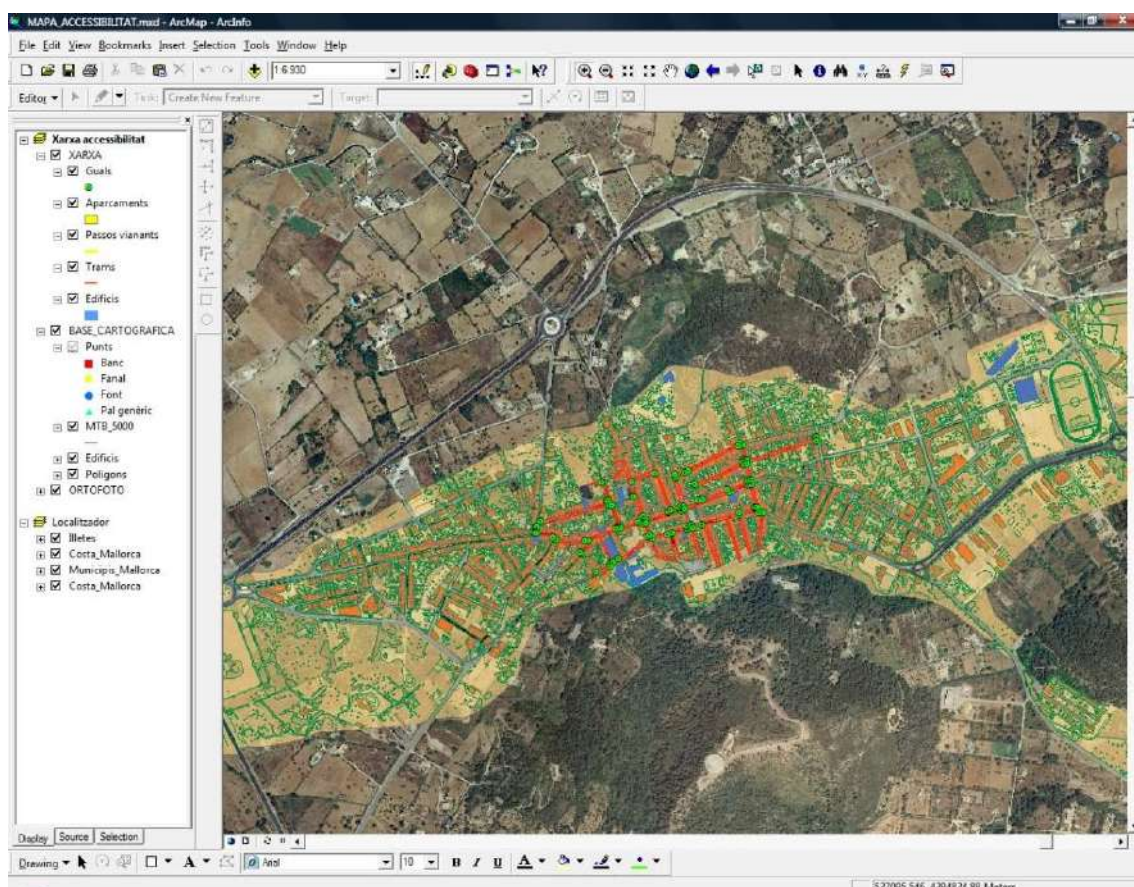 MAPA_ACCESSIBILITAT.mxd - ArcMap - ArcInfo
File Edit View Bookmarks Insert Selection Tools Window Help
1:6.930
Editor Task: Create New Feature Target:
Xarxa accessibilitat
XARXA
Guals
Aparcaments
Passos vianants
Trams
Edificis
BASE_CARTOGRAFICA
Punts
Banc
Fanal
Font
Pal genèric
MTB_5000
Edificis
Poligons
ORTOFOTO
Localitzador
Illetes
Costa_Mallorca
Municipis_Mallorca
Costa_Mallorca
Display Source Selection
Drawing A Arial 10 B I U A
Meters